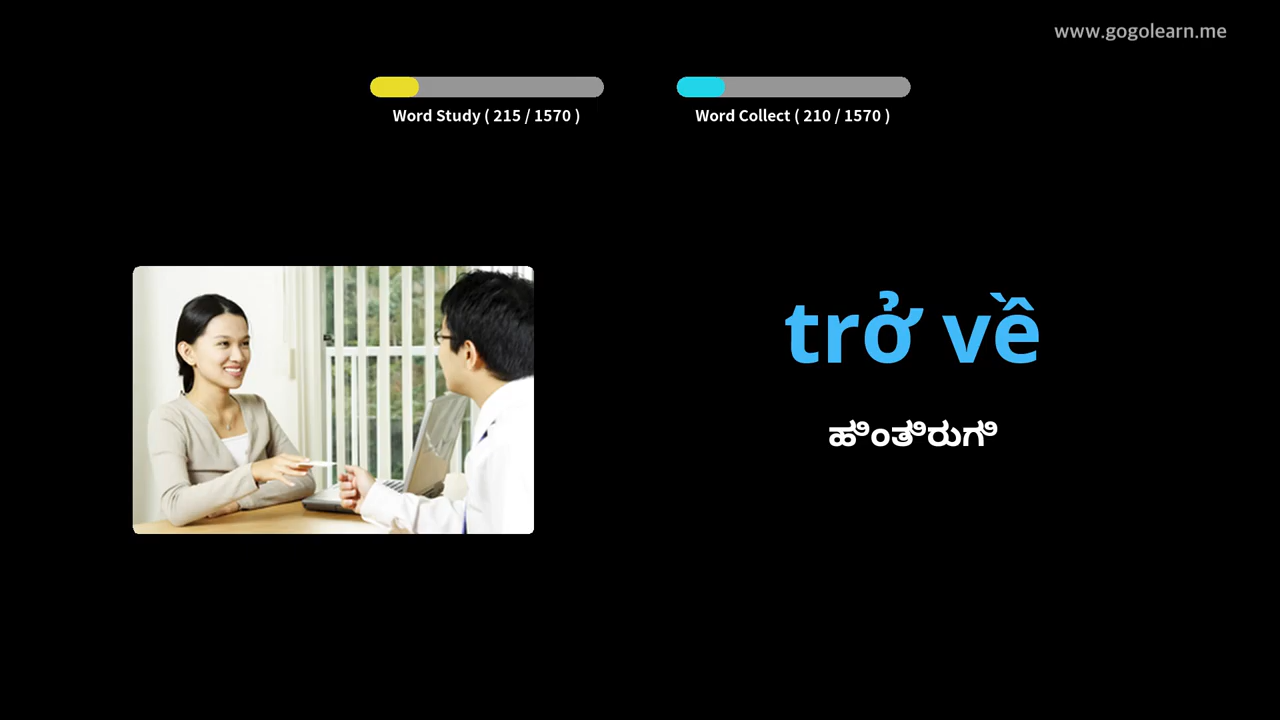 www.gogolearn.me
Word Study ( 215 / 1570 )
Word Collect ( 210 / 1570 )
trở về
ಹಿಂತಿರುಗಿ